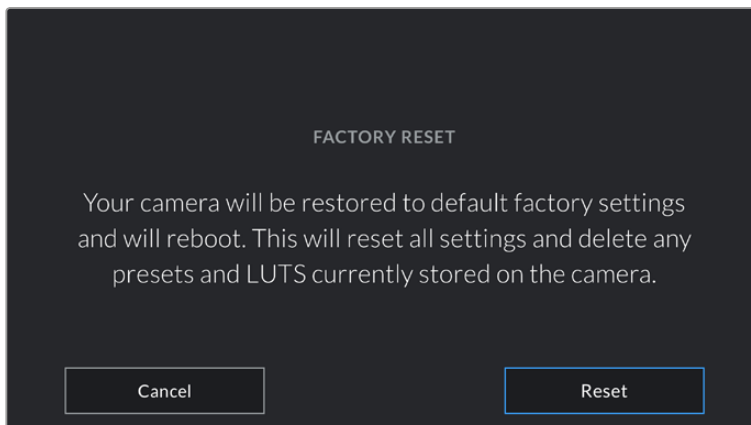 FACTORY RESET
Your camera will be restored to default factory settings
and will reboot. This will reset all settings and delete any
presets and LUTS currently stored on the camera.
Cancel
Reset